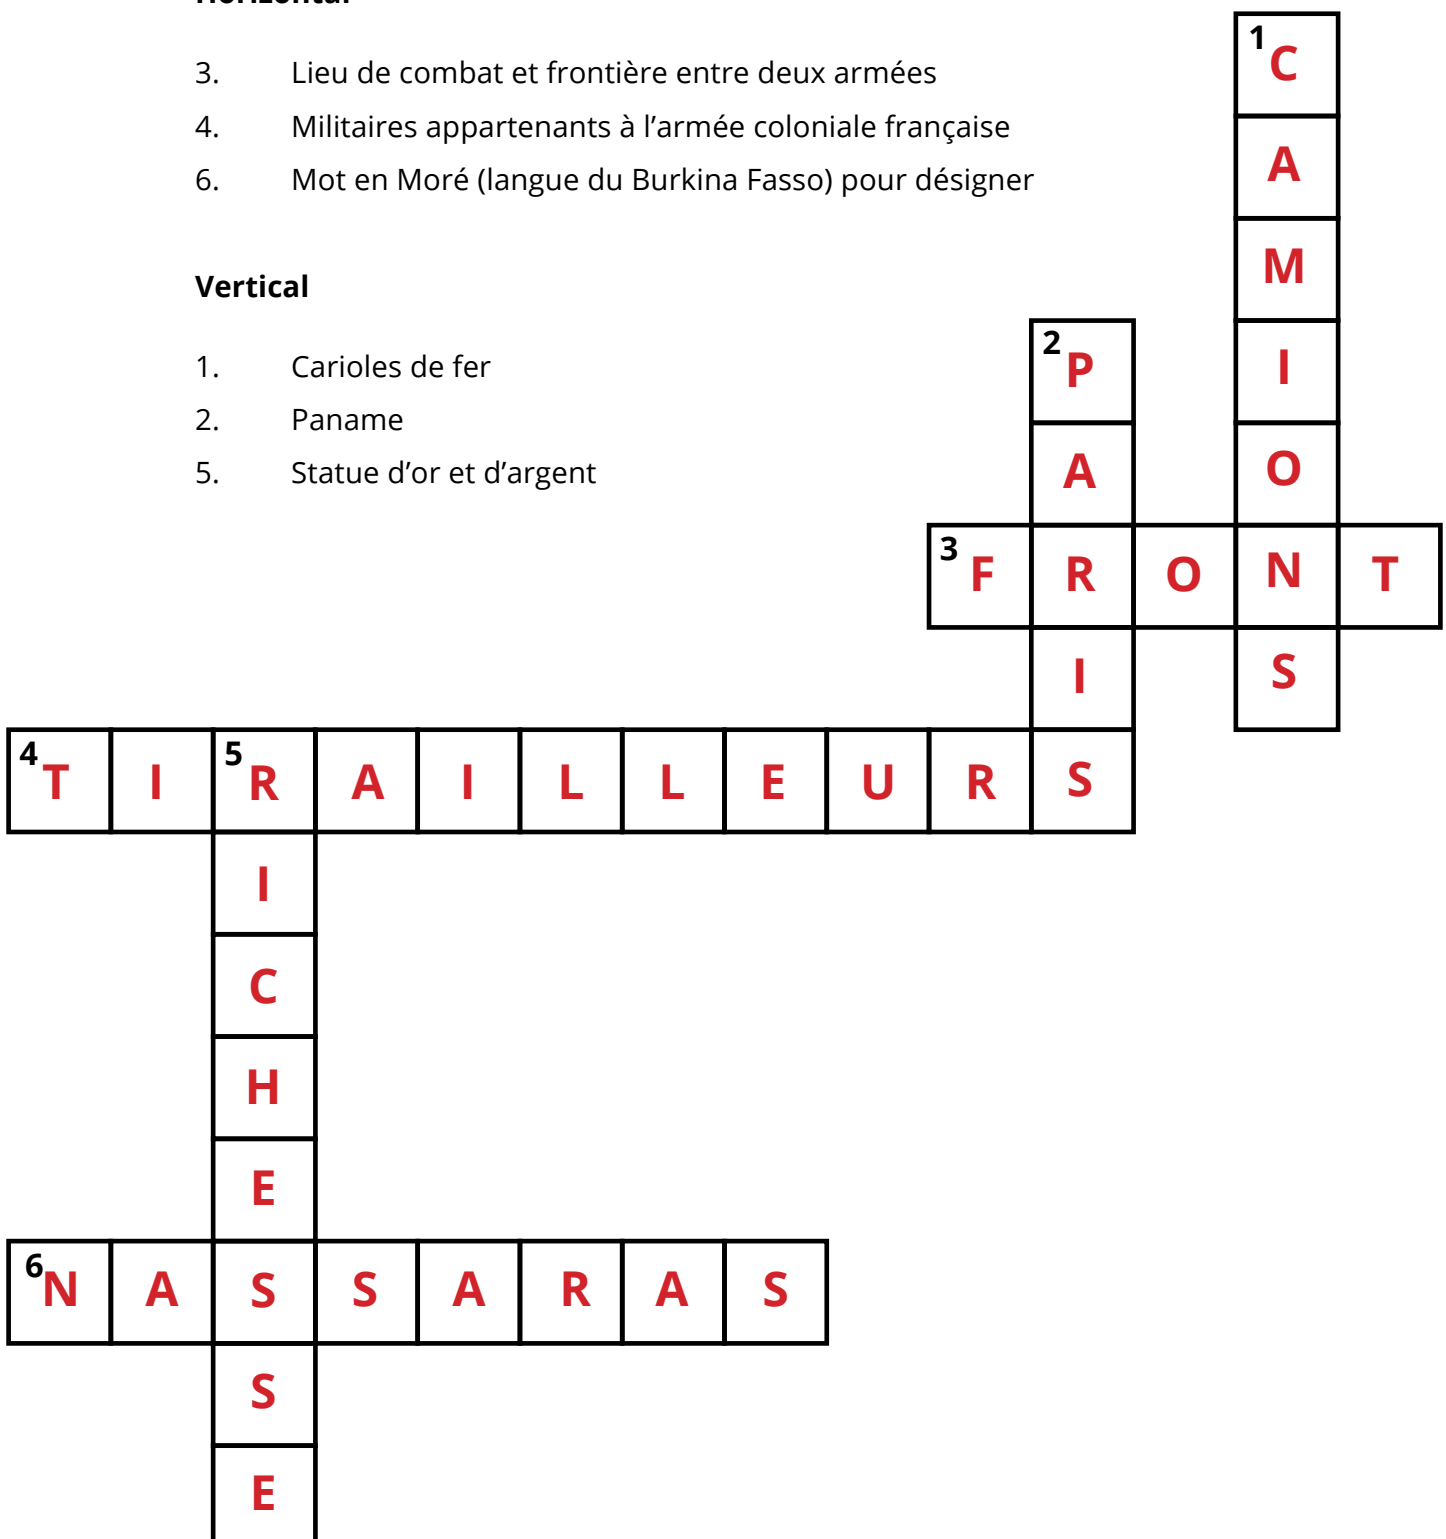 Horizontal
3. Lieu de combat et frontière entre deux armées
4. Militaires appartenants à l’armée coloniale française
6. Mot en Moré (langue du Burkina Fasso) pour désigner
Vertical
1. Carioles de fer
2. Paname
5. Statue d’or et d’argent
1 C
A
M
2 P I
A O
3 F R O N T
I S
4 T I 5 R A I L L E U R S
I
C
H
E
6 N A S S A R A S
S
E